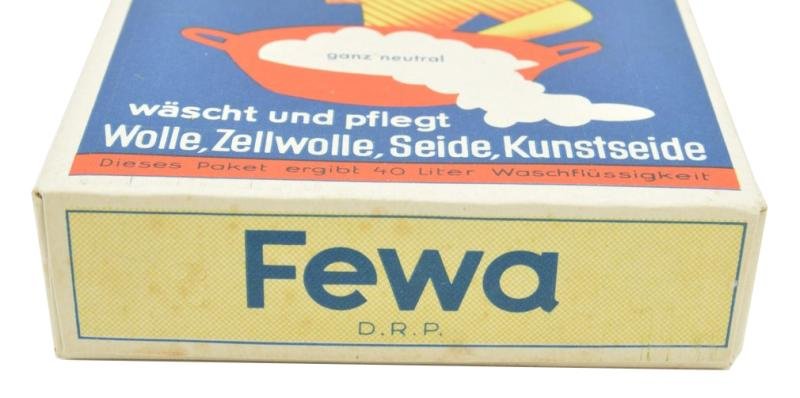 ganz neutral
wäscht und pflegt
Wolle, Zellwolle, Seide, Kunstseide
Dieses Paket ergibt 40 Liter Waschflüssigkeit
Fewa
D.R.P.